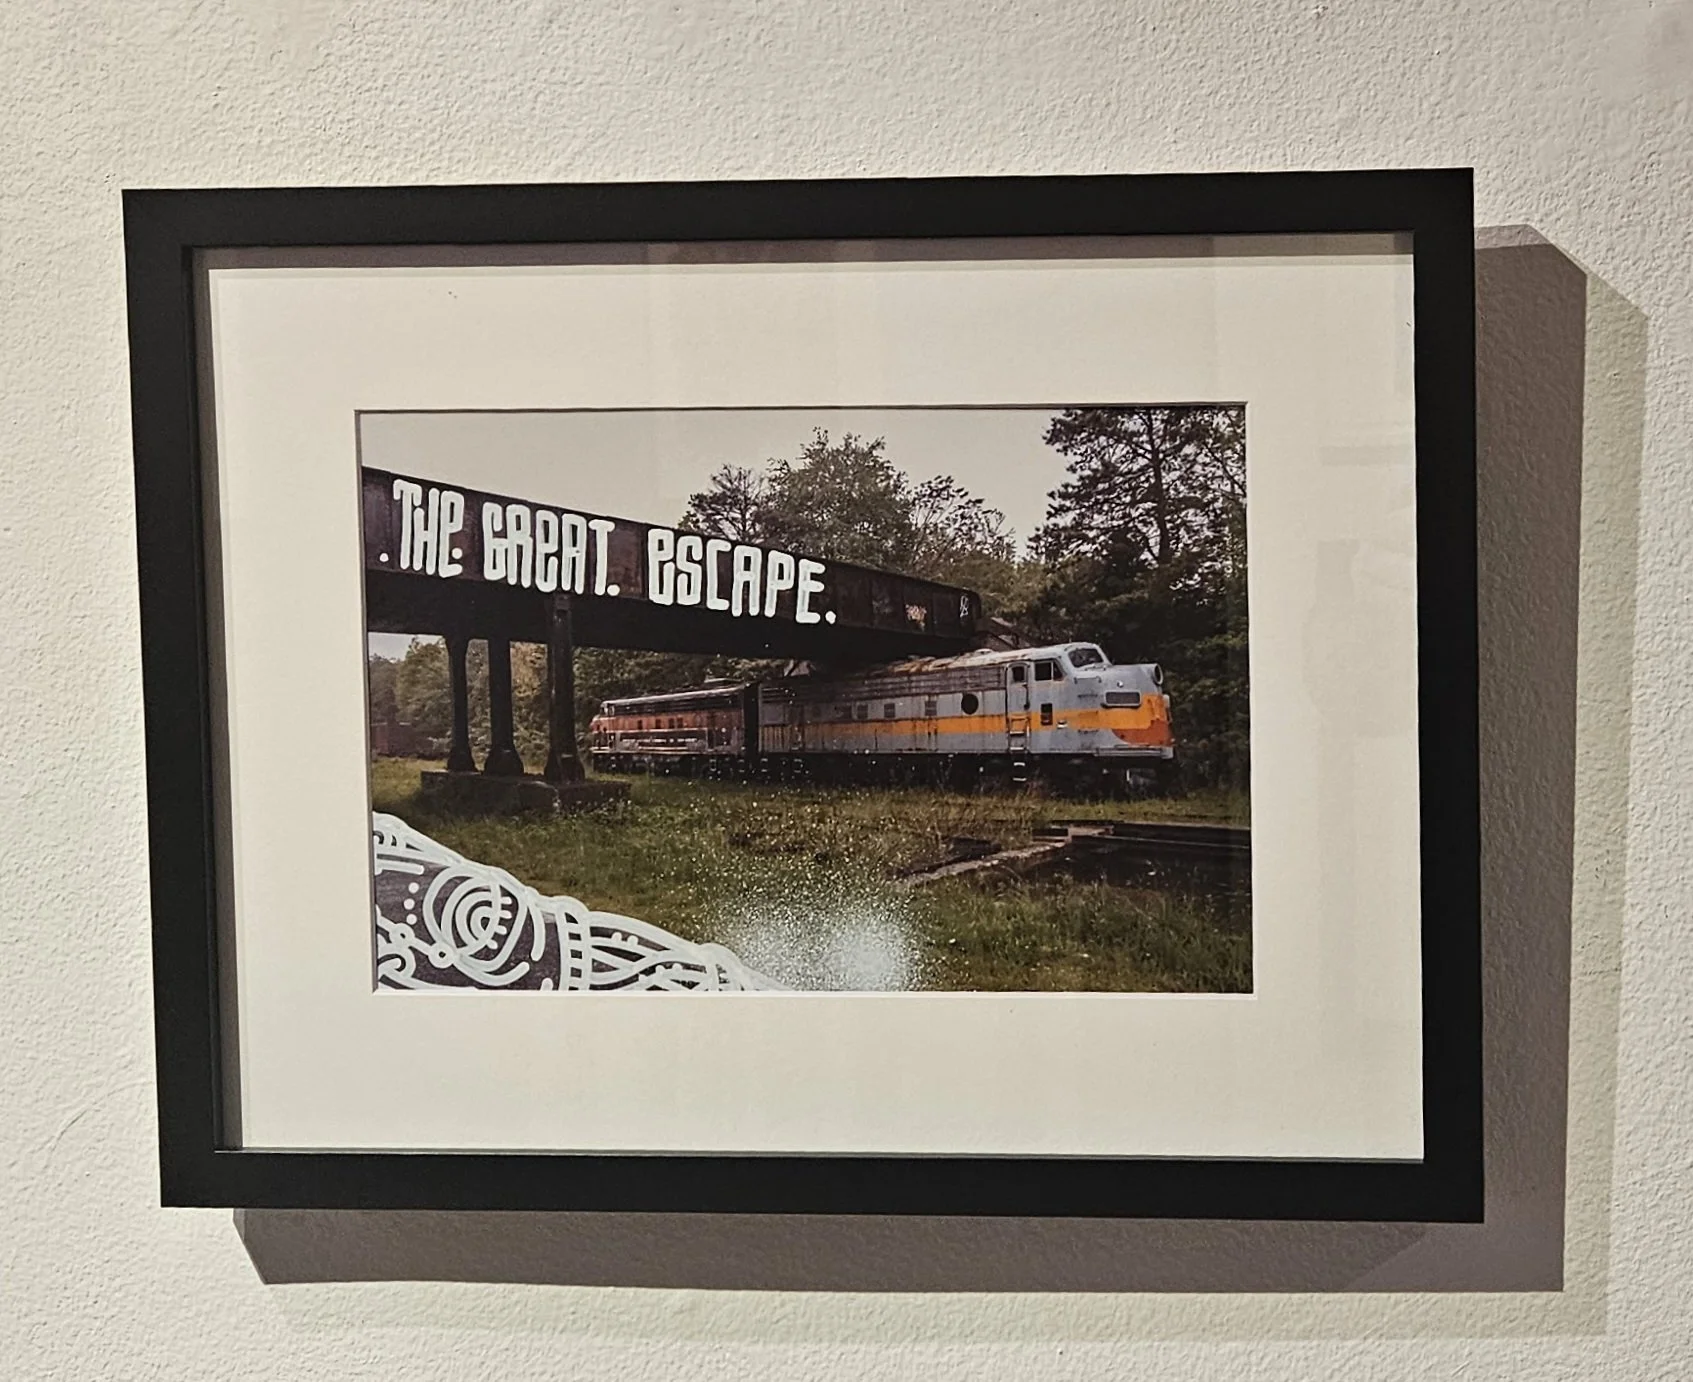 .THE. GREAT. ESCAPE.